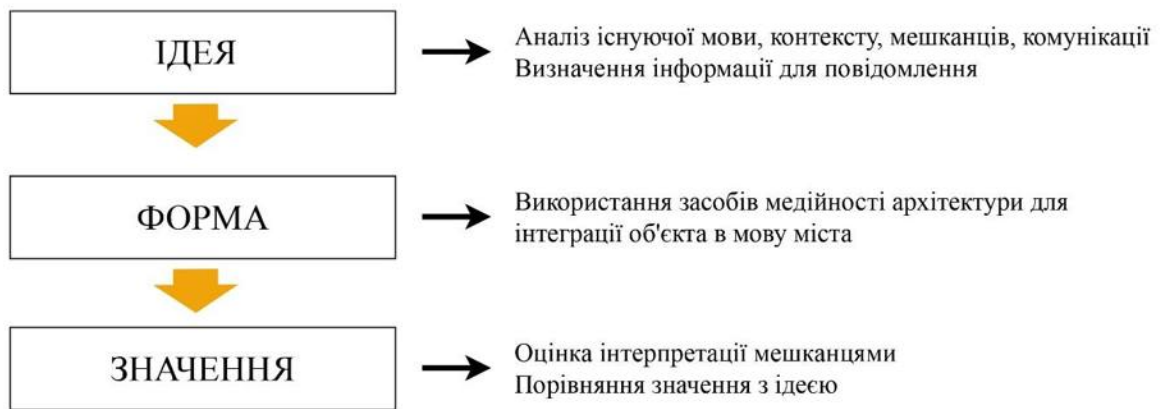 ІДЕЯ
Аналіз існуючої мови, контексту, мешканців, комунікації
Визначення інформації для повідомлення
ФОРМА
Використання засобів медійності архітектури для
інтеграції об'єкта в мову міста
ЗНАЧЕННЯ
Оцінка інтерпретації мешканцями
Порівняння значення з ідеєю